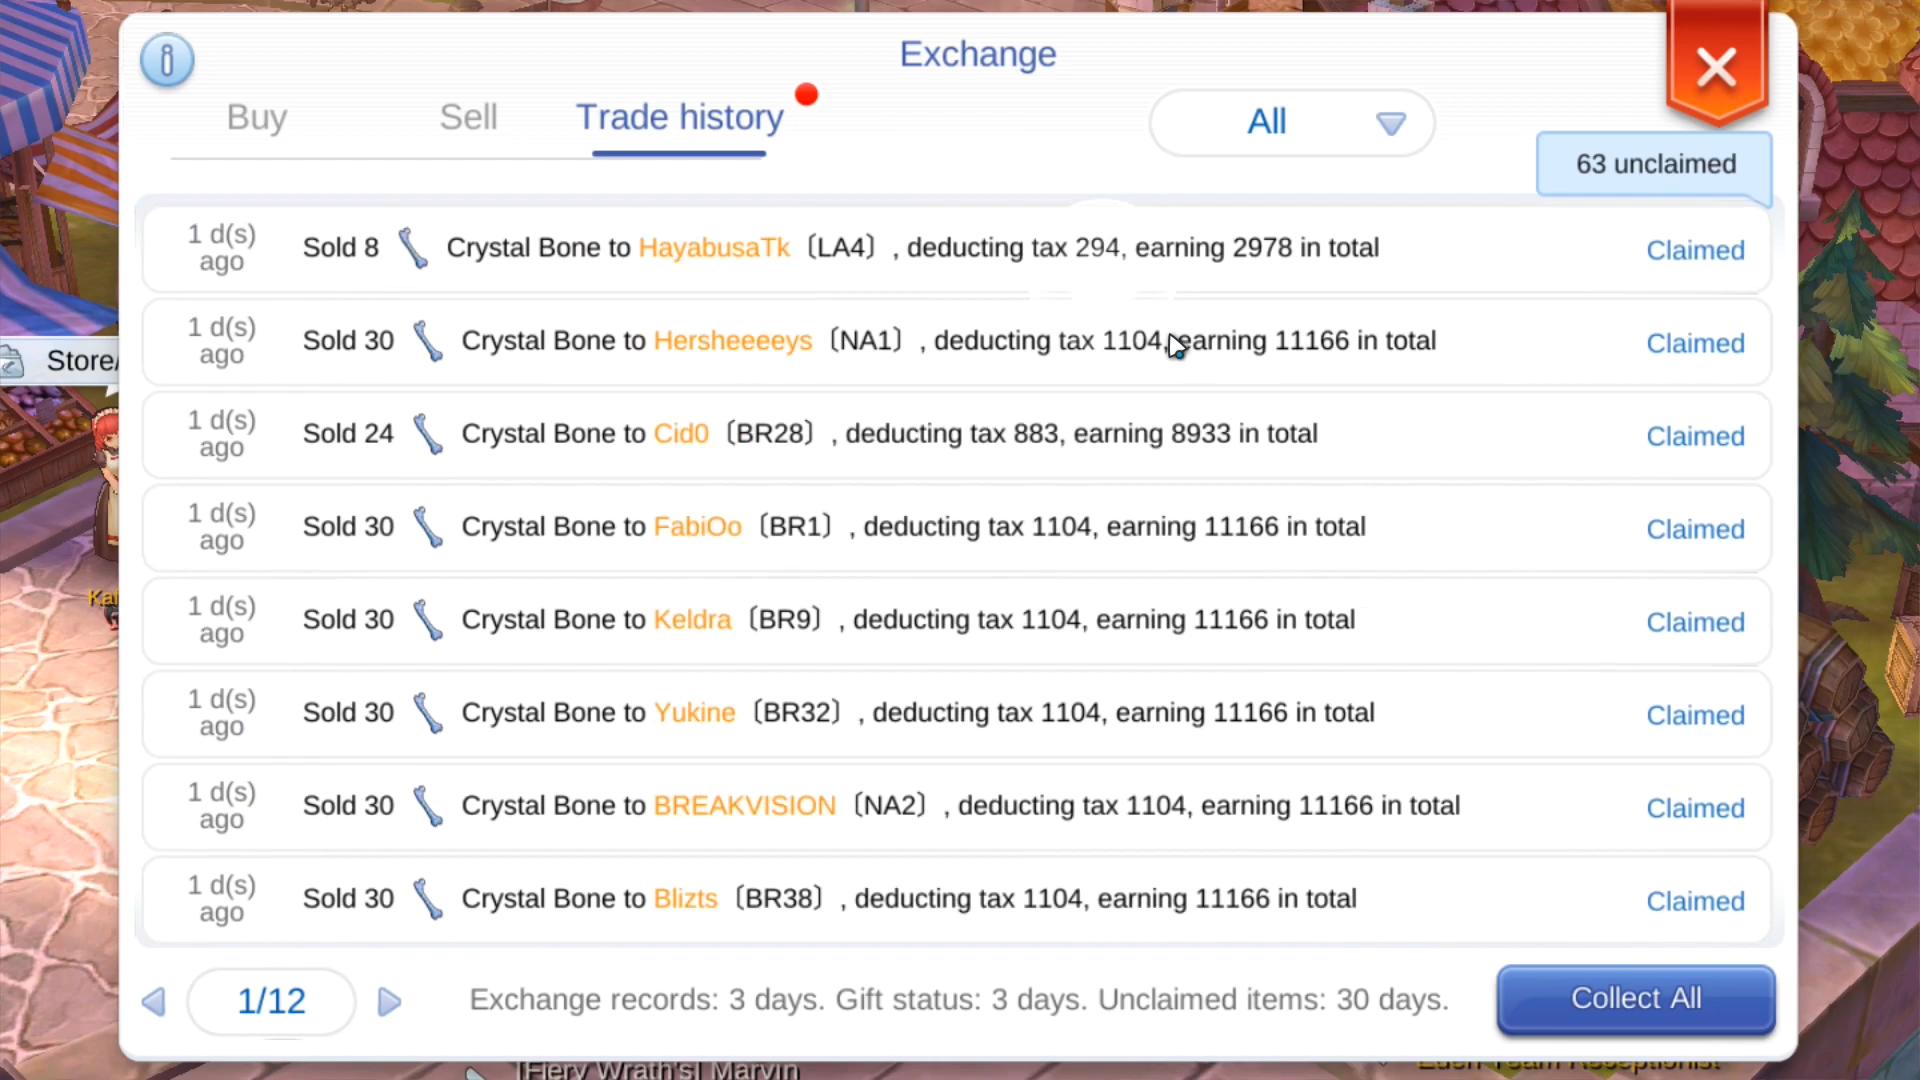 Exchange
Buy
Sell
Trade history
All
63 unclaimed
1 d(s) ago
Sold 8 Crystal Bone to HayabusaTk〔LA4〕, deducting tax 294, earning 2978 in total
Claimed
1 d(s) ago
Sold 30 Crystal Bone to Hersheeeeys〔NA1〕, deducting tax 1104, earning 11166 in total
Claimed
1 d(s) ago
Sold 24 Crystal Bone to Cid0〔BR28〕, deducting tax 883, earning 8933 in total
Claimed
1 d(s) ago
Sold 30 Crystal Bone to FabiOo〔BR1〕, deducting tax 1104, earning 11166 in total
Claimed
1 d(s) ago
Sold 30 Crystal Bone to Keldra〔BR9〕, deducting tax 1104, earning 11166 in total
Claimed
1 d(s) ago
Sold 30 Crystal Bone to Yukine〔BR32〕, deducting tax 1104, earning 11166 in total
Claimed
1 d(s) ago
Sold 30 Crystal Bone to BREAKVISION〔NA2〕, deducting tax 1104, earning 11166 in total
Claimed
1 d(s) ago
Sold 30 Crystal Bone to Blizts〔BR38〕, deducting tax 1104, earning 11166 in total
Claimed
Store/
1/12
Exchange records: 3 days. Gift status: 3 days. Unclaimed items: 30 days.
Collect All
[Fiery Wrath's] Marvin
Eden Team Receptionist